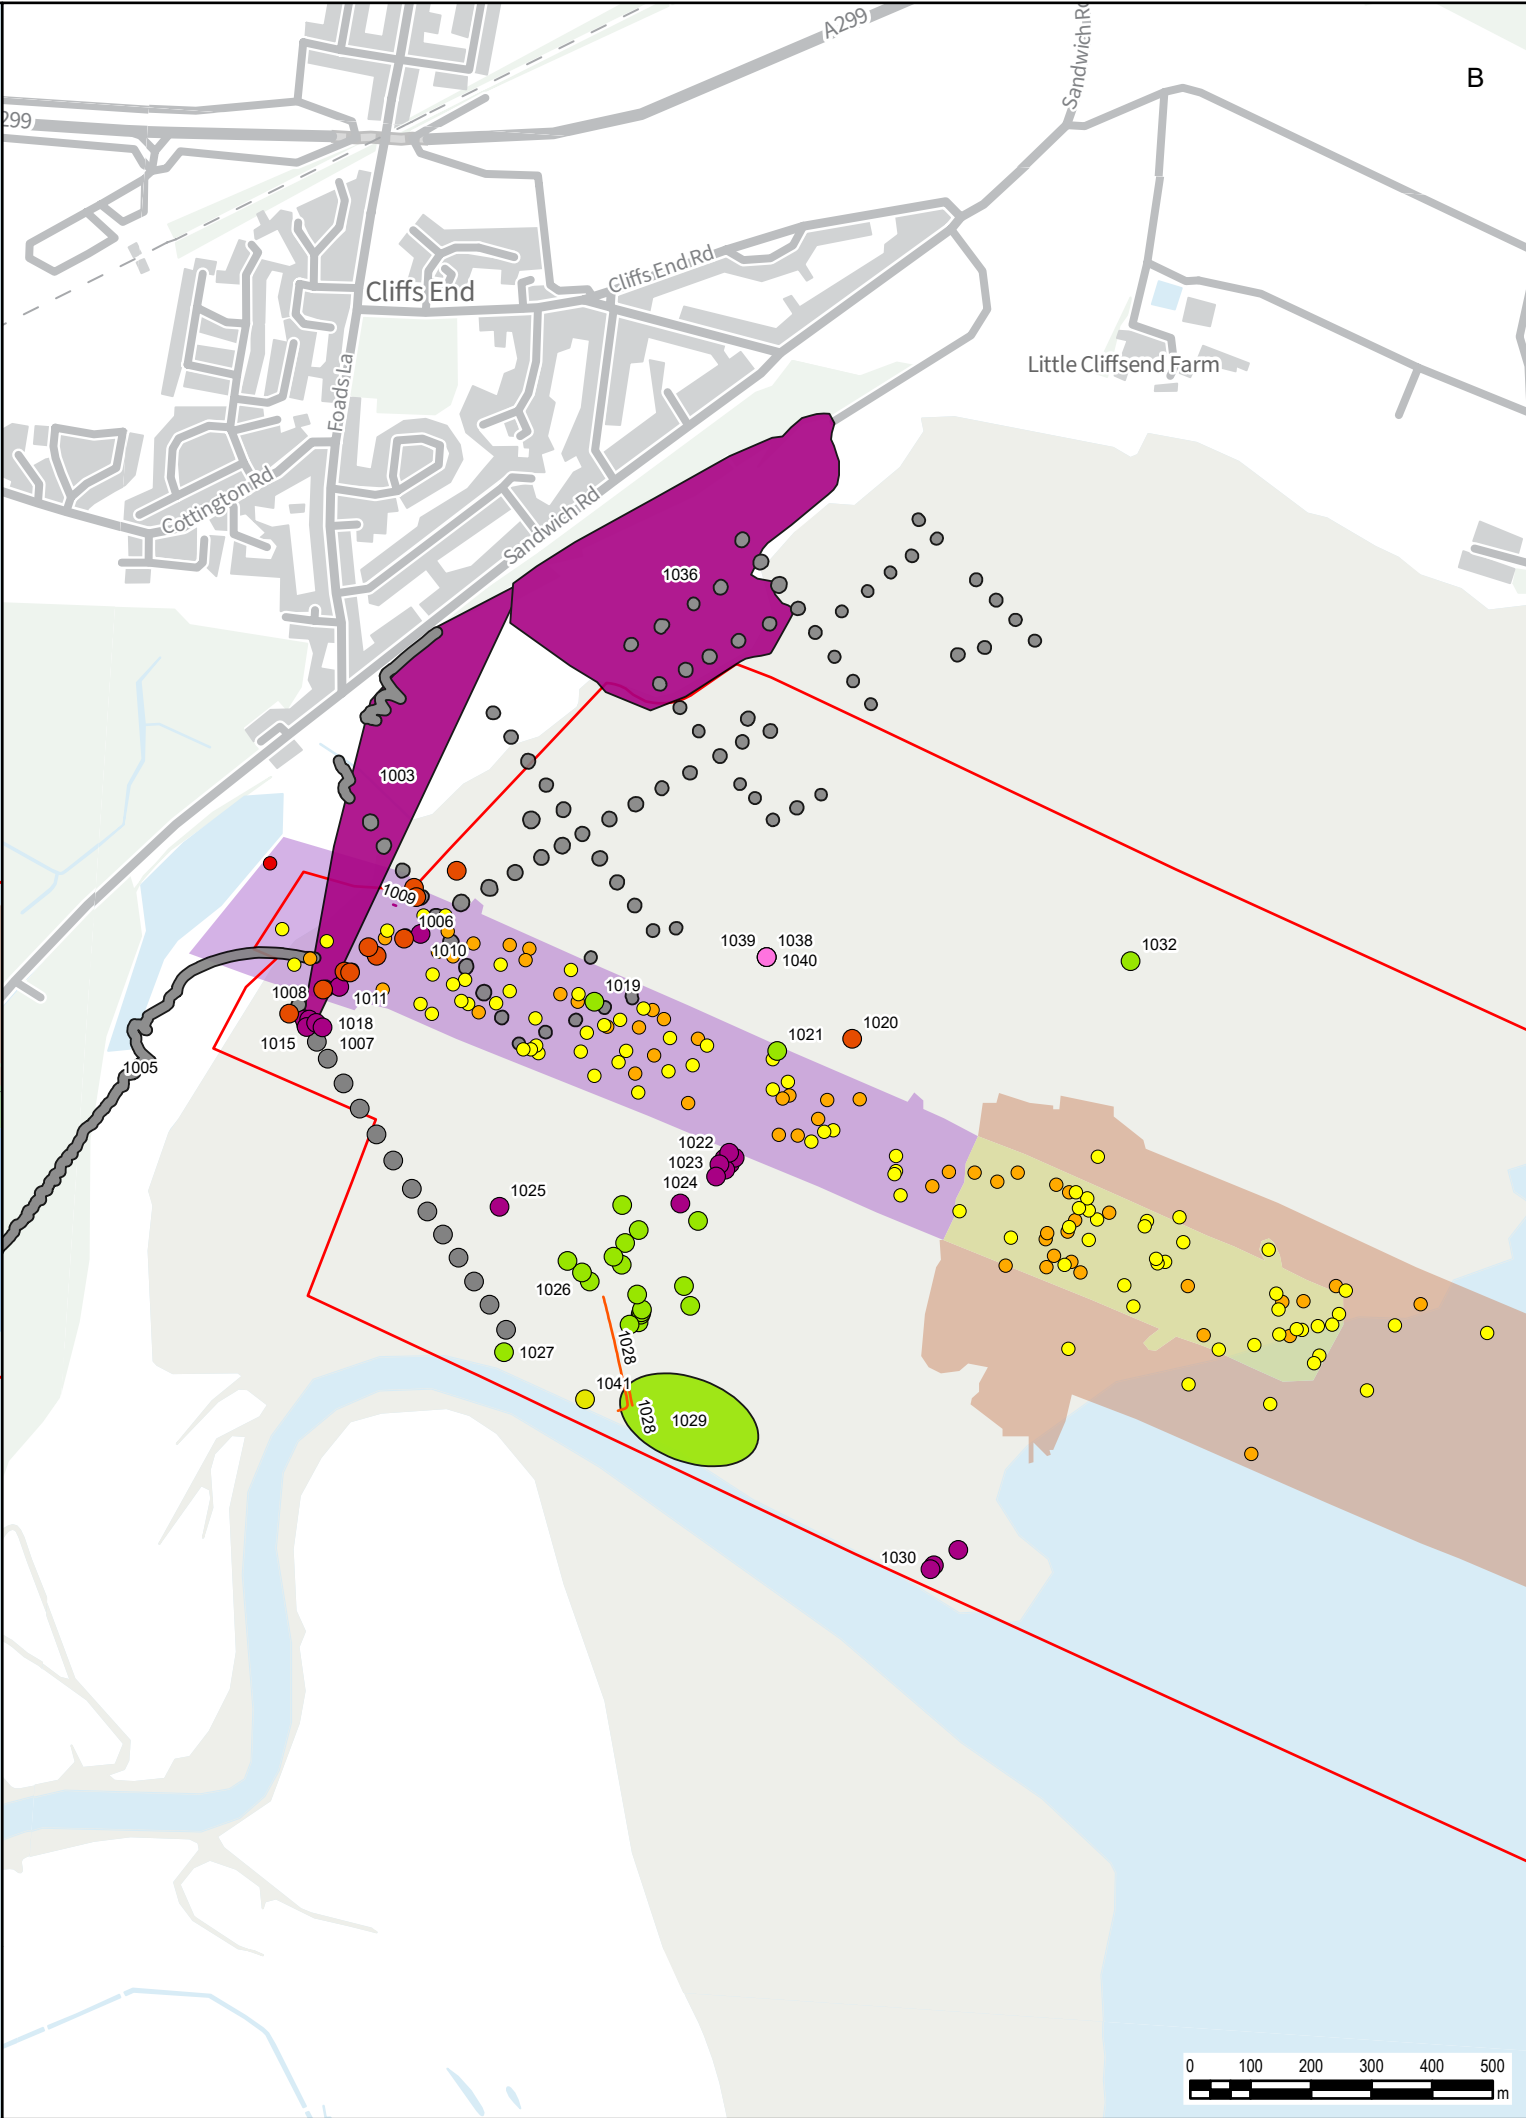 A299
Sandwich Rd
B
299
Cliffs End Rd
Cliffs End
Little Cliffsend Farm
Foads La
Cottington Rd
Sandwich Rd
1036
1003
1009
1006
1039 1038
1032
1010
1040
1019
1008
1011
1018
1020
1015
1007
1021
1005
1022
1023
1024
1025
1026
1028
1027
1041
1028
1029
1030
0 100 200 300 400 500
m